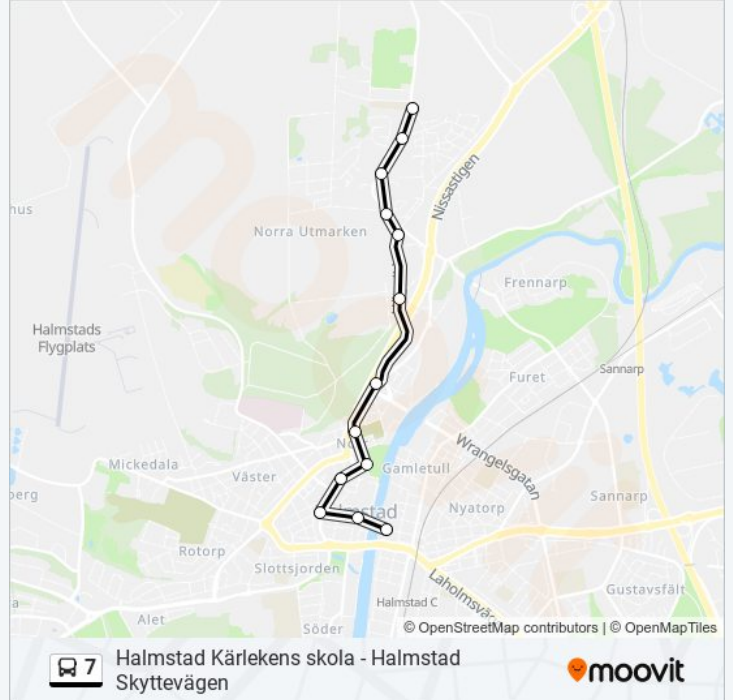 Nissastigen
hus
Norra Utmarken
Frennarp
Halmstads
Flygplats
Sannarp
Furet
Mickedala
Väster
Gamletull
Wrangelsgatan
berg
Nyatorp
Sannarp
Rotorp
Slottsjorden
Laholmsväg
Gustavsfält
a
Halmstad C
Alet
Söder
© OpenStreetMap contributors | © OpenMapTiles
7
Halmstad Kärlekens skola - Halmstad
Skyttevägen
moovit